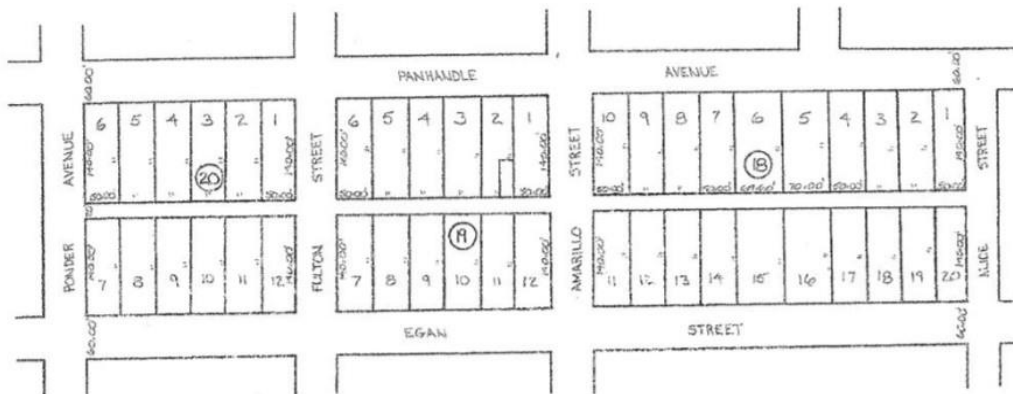 PANHANDLE AVENUE
60.00' 60.00'
6 5 4 3 2 1
6 5 4 3 2 1
10 9 8 7 6 5 4 3 2 1
140.00' 140.00' 140.00' 140.00' 140.00' 140.00'
20 18
50.00' 50.00' 50.00' 50.00' 50.00' 50.00' 70.00' 50.00' 50.00'
PONDER AVENUE
FULTON STREET
AMARILLO STREET
ALICE STREET
19
140.00' 140.00' 140.00' 140.00' 140.00' 140.00'
7 8 9 10 11 12
7 8 9 10 11 12
11 12 13 14 15 16 17 18 19 20
EGAN STREET
60.00' 60.00'